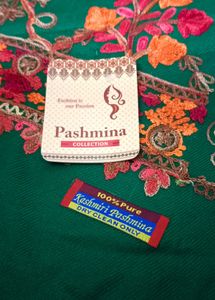 Fashion is
our Passion
Pashmina
COLLECTION
100% Pure
Kashmiri Pashmina
DRY CLEAN ONLY